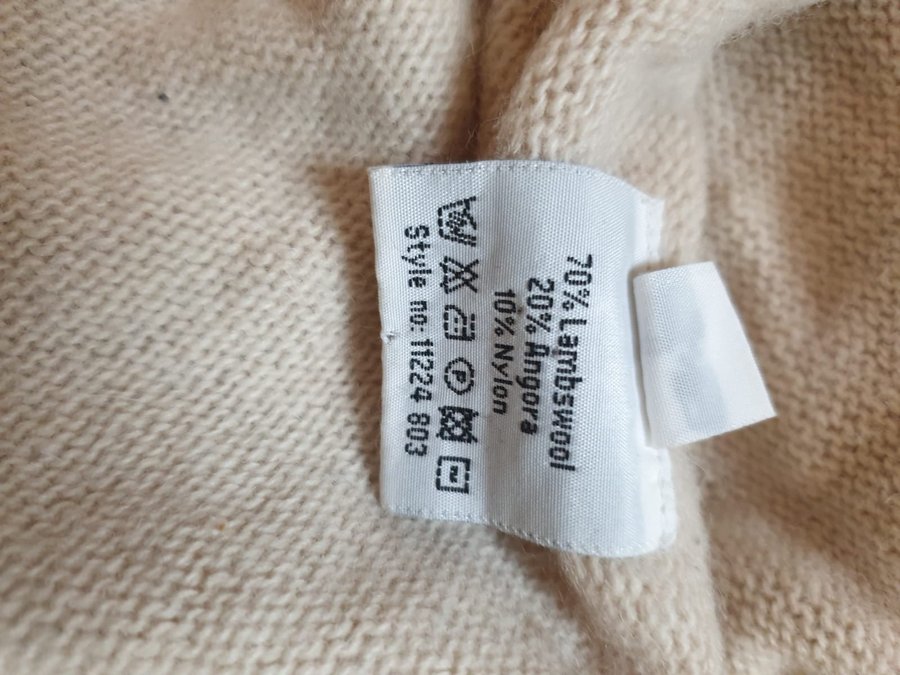 70% Lambswool
20% Angora
10% Nylon
P
Style no: 11224 803